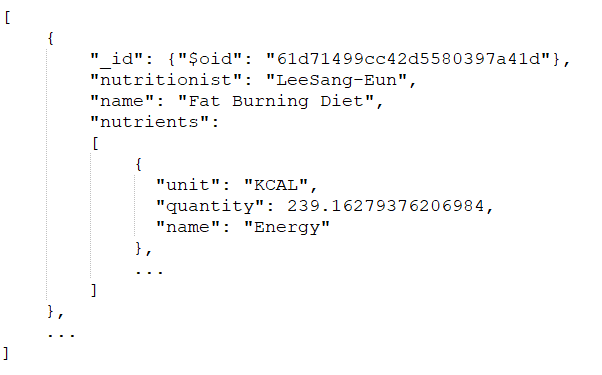 [
{
"_id": {"$oid": "61d71499cc42d5580397a41d"},
"nutritionist": "LeeSang-Eun",
"name": "Fat Burning Diet",
"nutrients":
[
{
"unit": "KCAL",
"quantity": 239.16279376206984,
"name": "Energy"
},
...
]
},
...
]